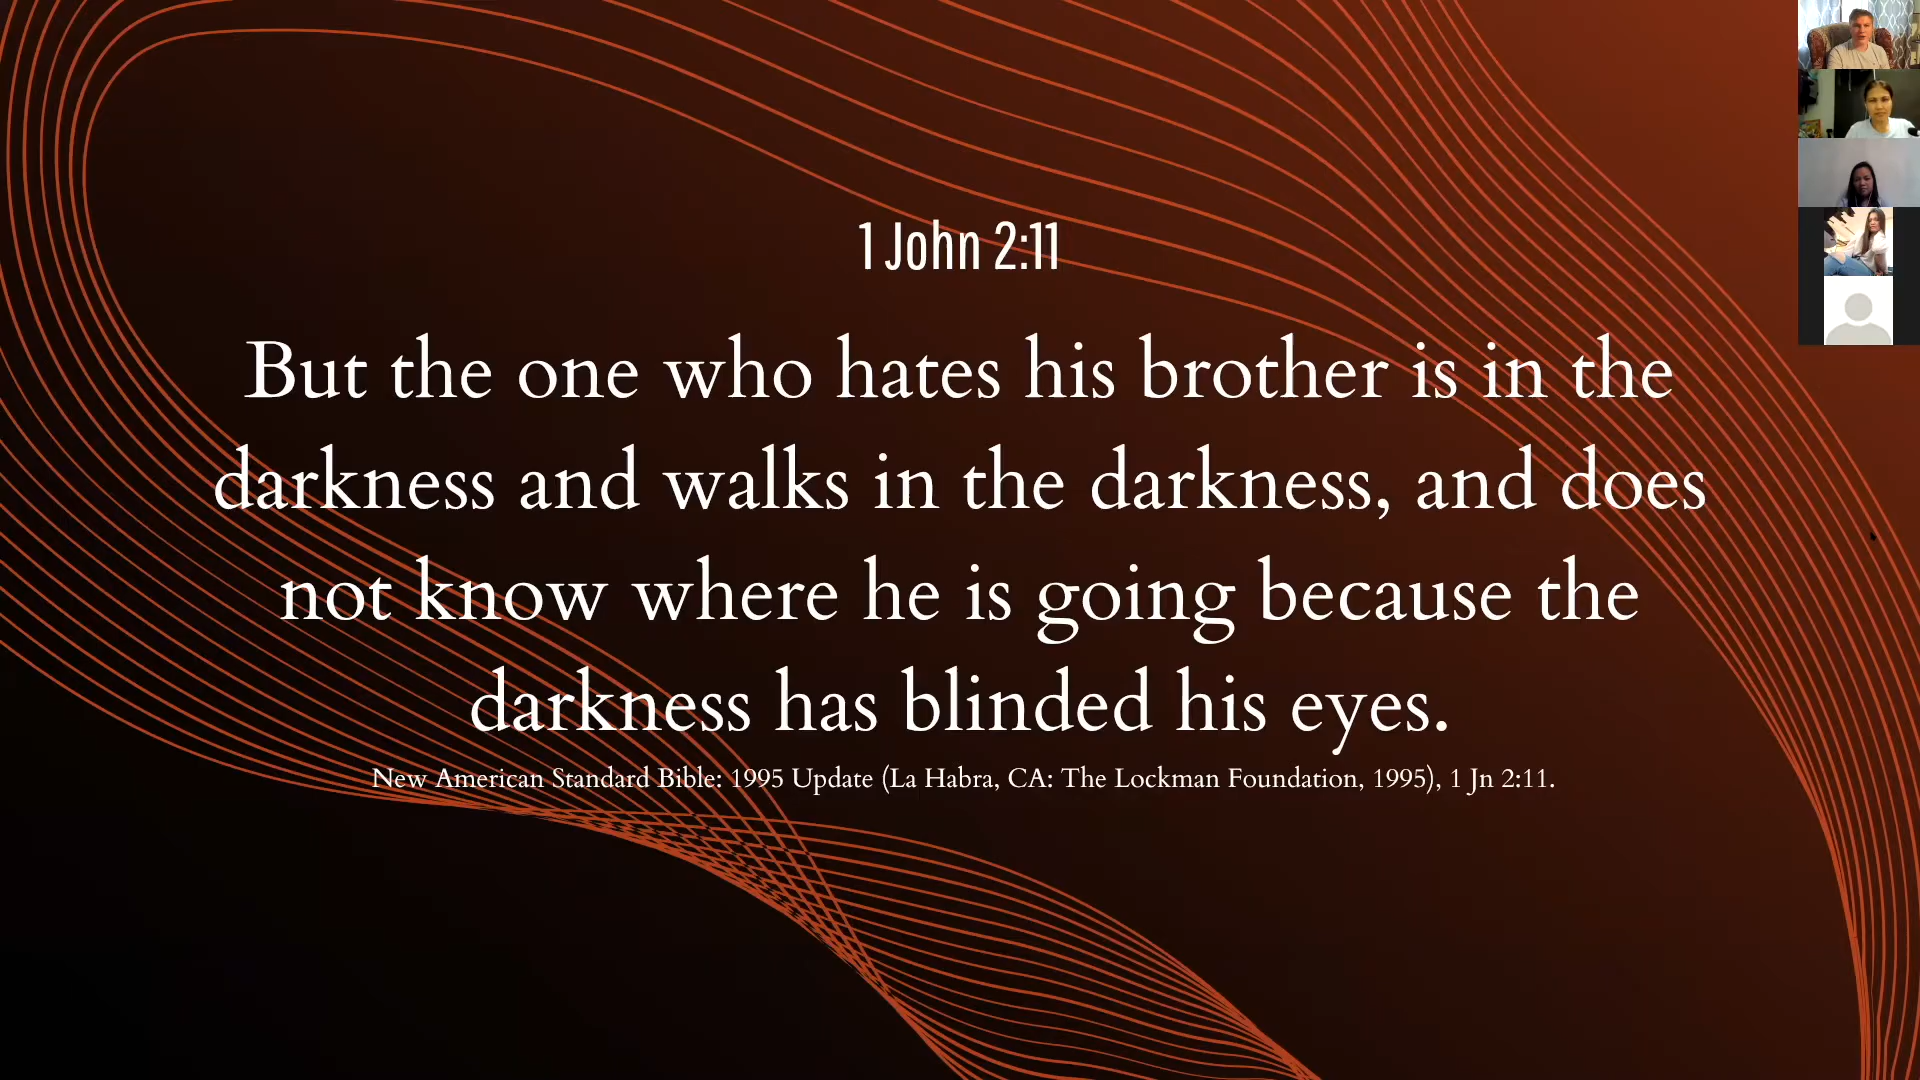 1 John 2:11
But the one who hates his brother is in the
darkness and walks in the darkness, and does
not know where he is going because the
darkness has blinded his eyes.
New American Standard Bible: 1995 Update (La Habra, CA: The Lockman Foundation, 1995), 1 Jn 2:11.